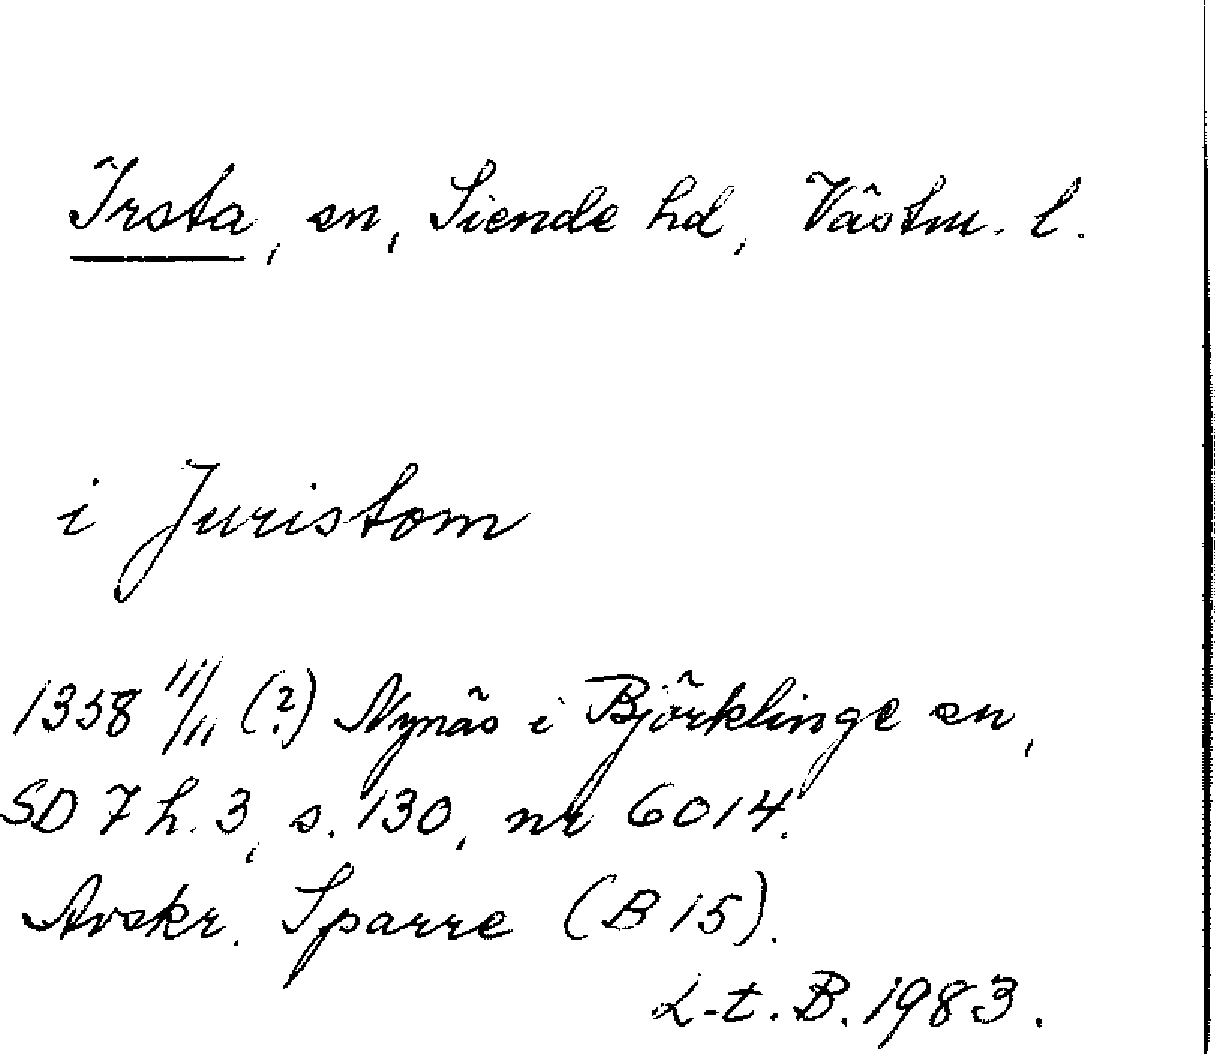 Irsta, sn, Siende hd, Västm. l.
i Juristom
1358 11/11 (?) Nynäs i Björklinge sn,
SD 7 h. 3, s. 130, nr 6014.
Avskr. Sparre (B 15).
L-t. B. 1983.